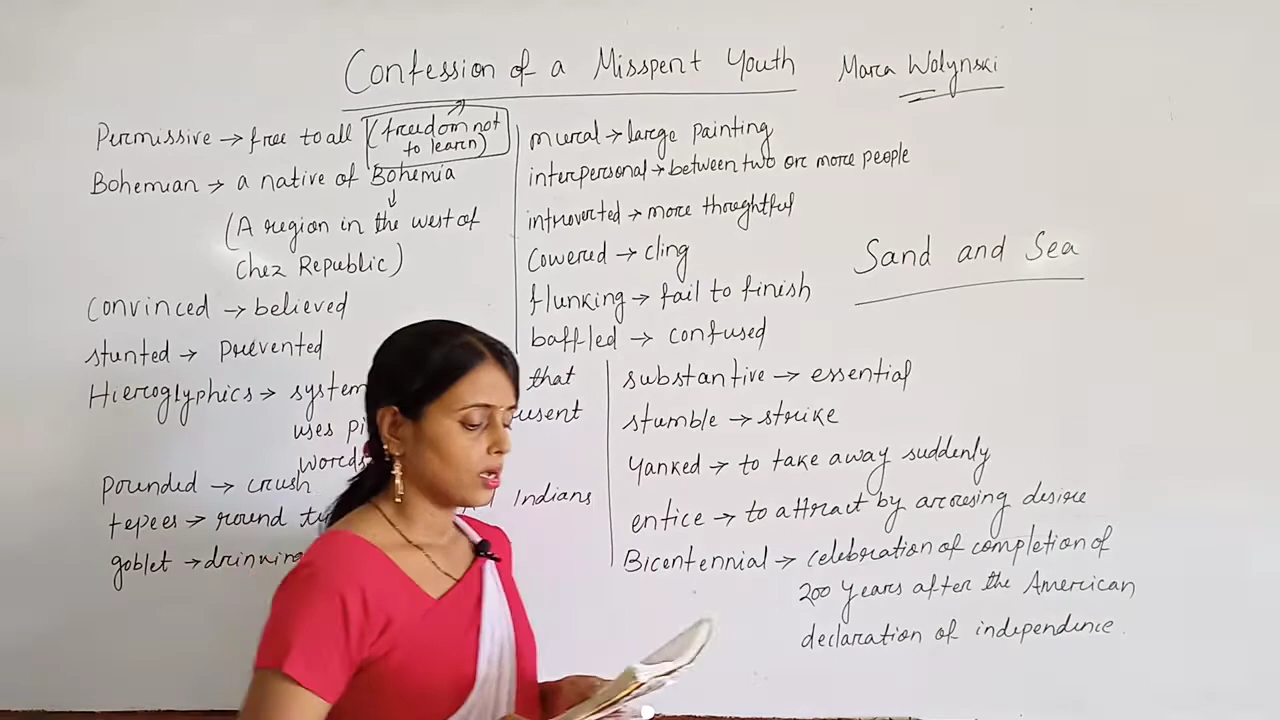 Confession of a Misspent Youth Mara Wolynski
Permissive → free to all (freedom not
to learn)
Bohemian → a native of Bohemia
(A region in the west of
Chez Republic)
Convinced → believed
stunted → prevented
Hieroglyphics → system that
uses
words
pounded → crush
tepees → round Indians
goblet → drinking
mural → large painting
interpersonal → between two or more people
introverted → more thoughtful
Cowered → cling
flunking → fail to finish
baffled → confused
Sand and Sea
substantive → essential
stumble → strike
Yanked → to take away suddenly
entice → to attract by arousing desire
Bicentennial → celebration of completion of
200 Years after the American
declaration of independence.